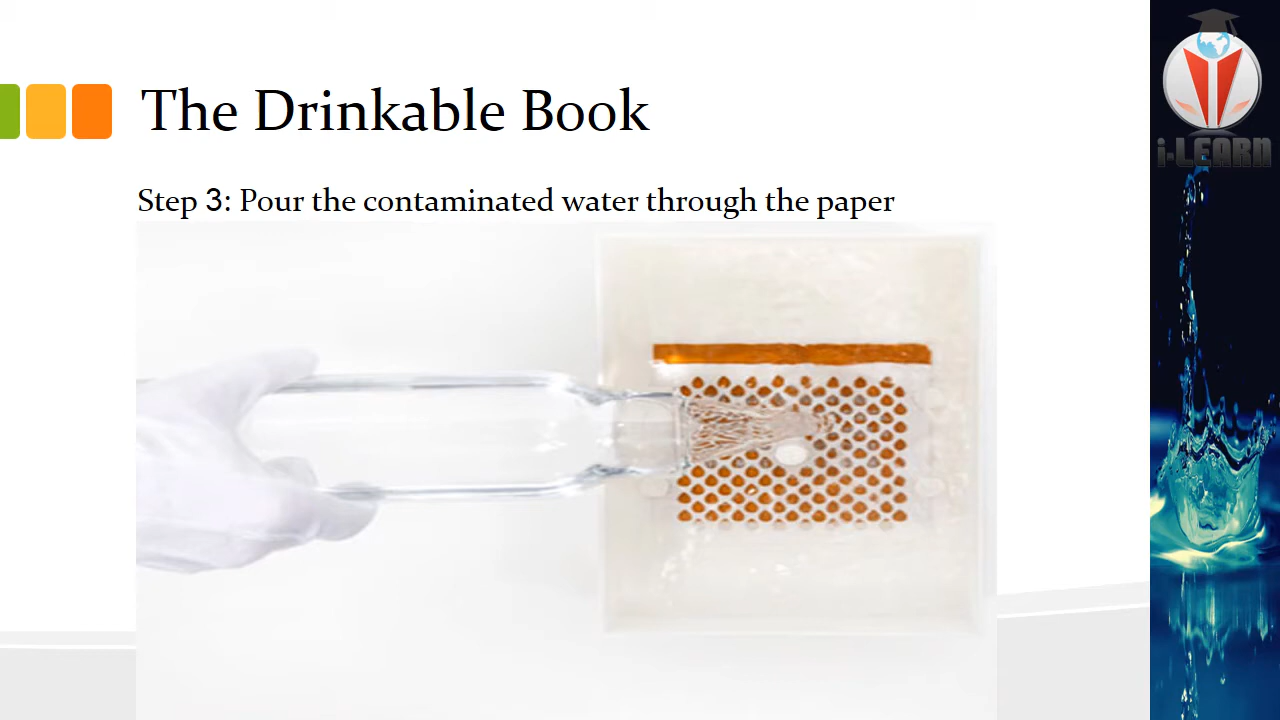 The Drinkable Book
Step 3: Pour the contaminated water through the paper
i-LEARN